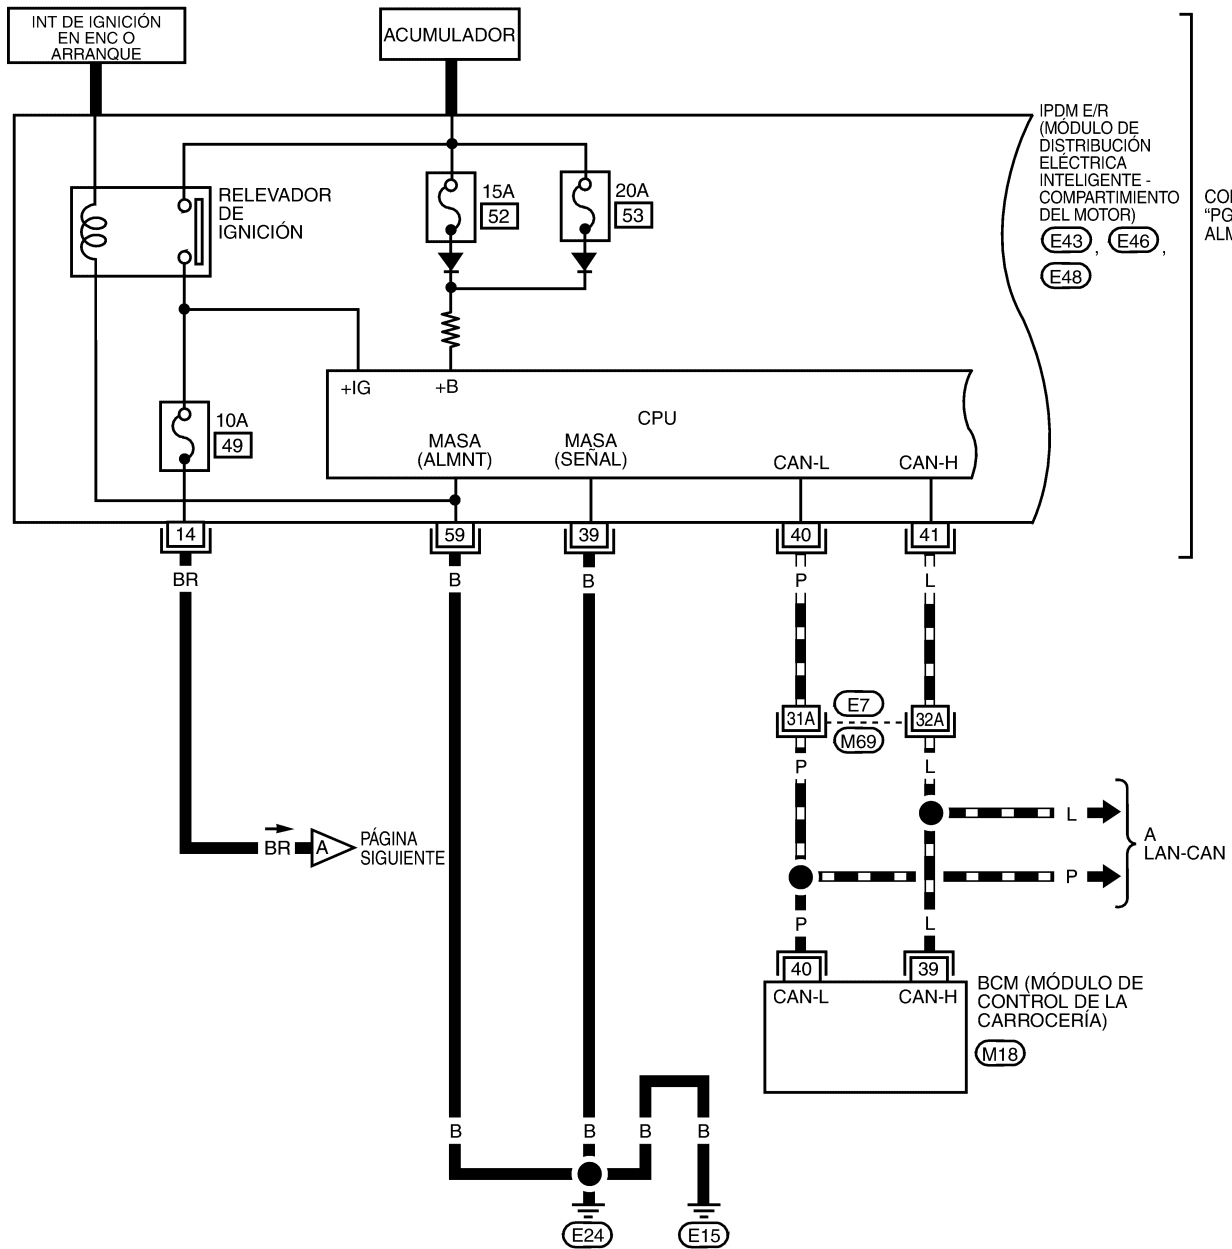 INT DE IGNICIÓN
EN ENC O
ARRANQUE
ACUMULADOR
IPDM E/R
(MÓDULO DE
DISTRIBUCIÓN
ELÉCTRICA
INTELIGENTE -
COMPARTIMIENTO
DEL MOTOR)
E43 , E46 ,
E48
RELEVADOR
DE
IGNICIÓN
15A
52
20A
53
10A
49
+IG
+B
CPU
MASA
(ALMNT)
MASA
(SEÑAL)
CAN-L
CAN-H
14
59
39
40
41
BR
B
B
P
L
31A
E7
M69
32A
P
L
L
P
A
LAN-CAN
BR
A
PÁGINA
SIGUIENTE
P
L
40
39
CAN-L
CAN-H
BCM (MÓDULO DE
CONTROL DE LA
CARROCERÍA)
M18
B
B
B
B
E24
E15